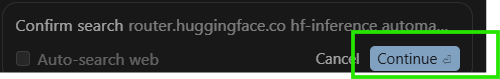 Confirm search router.huggingface.co hf-inference automa...
Auto-search web
Cancel Continue ⏎